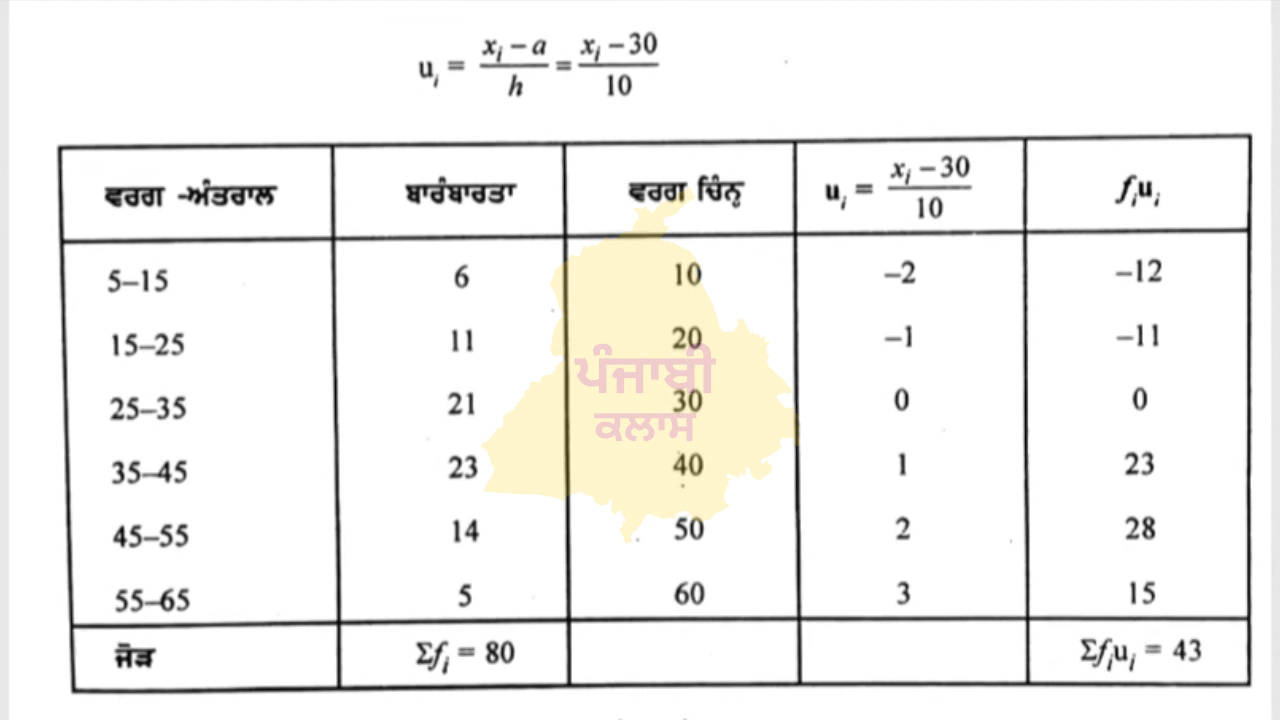 uᵢ = (xᵢ – a)/h = (xᵢ – 30)/10
ਵਰਗ -ਅੰਤਰਾਲ ਬਾਰੰਬਾਰਤਾ ਵਰਗ ਚਿੰਨ੍ਹ uᵢ = (xᵢ – 30)/10 fᵢuᵢ
5–15 6 10 –2 –12
15–25 11 20 –1 –11
25–35 21 30 0 0
35–45 23 40 1 23
45–55 14 50 2 28
55–65 5 60 3 15
ਜੋੜ Σfᵢ = 80 Σfᵢuᵢ = 43
ਪੰਜਾਬੀ
ਕਲਾਸ